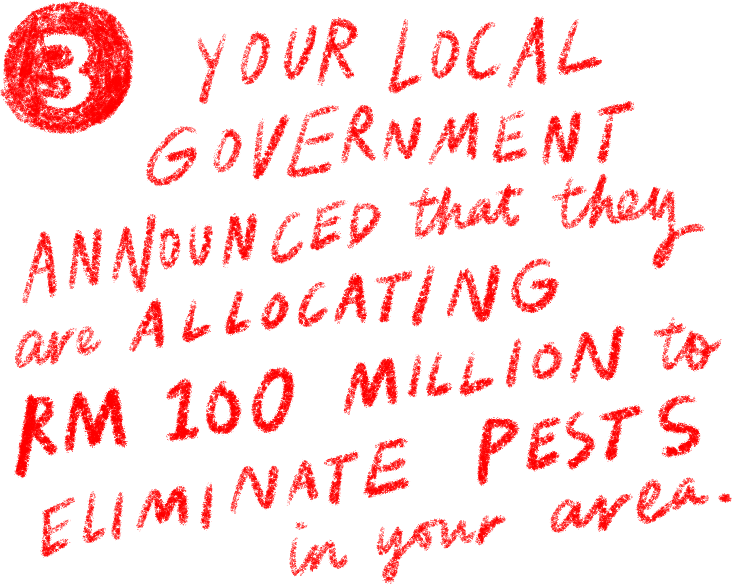 3 YOUR LOCAL
GOVERNMENT
ANNOUNCED that they
are ALLOCATING
RM 100 MILLION to
ELIMINATE PESTS
in your area.